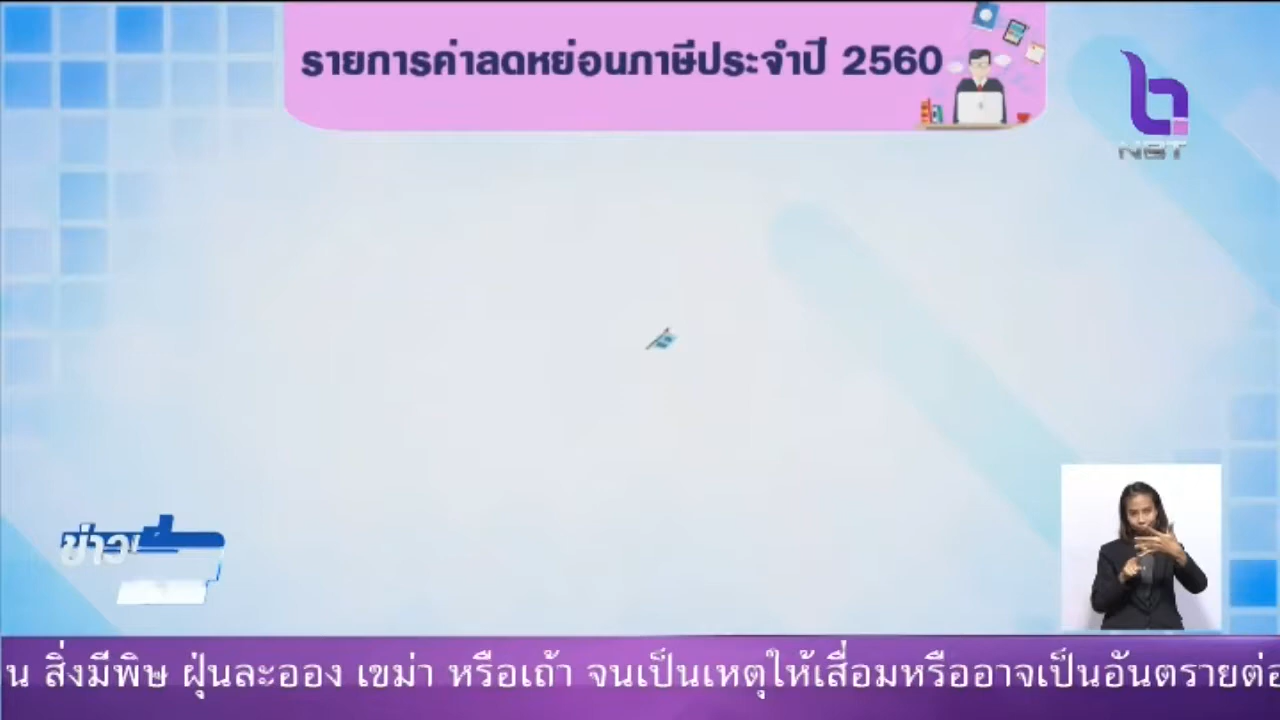 รายการค่าลดหย่อนภาษีประจำปี 2560
NBT
ข่าว
น สิ่งมีพิษ ฝุ่นละออง เขม่า หรือเถ้า จนเป็นเหตุให้เสื่อมหรืออาจเป็นอันตรายต่อ